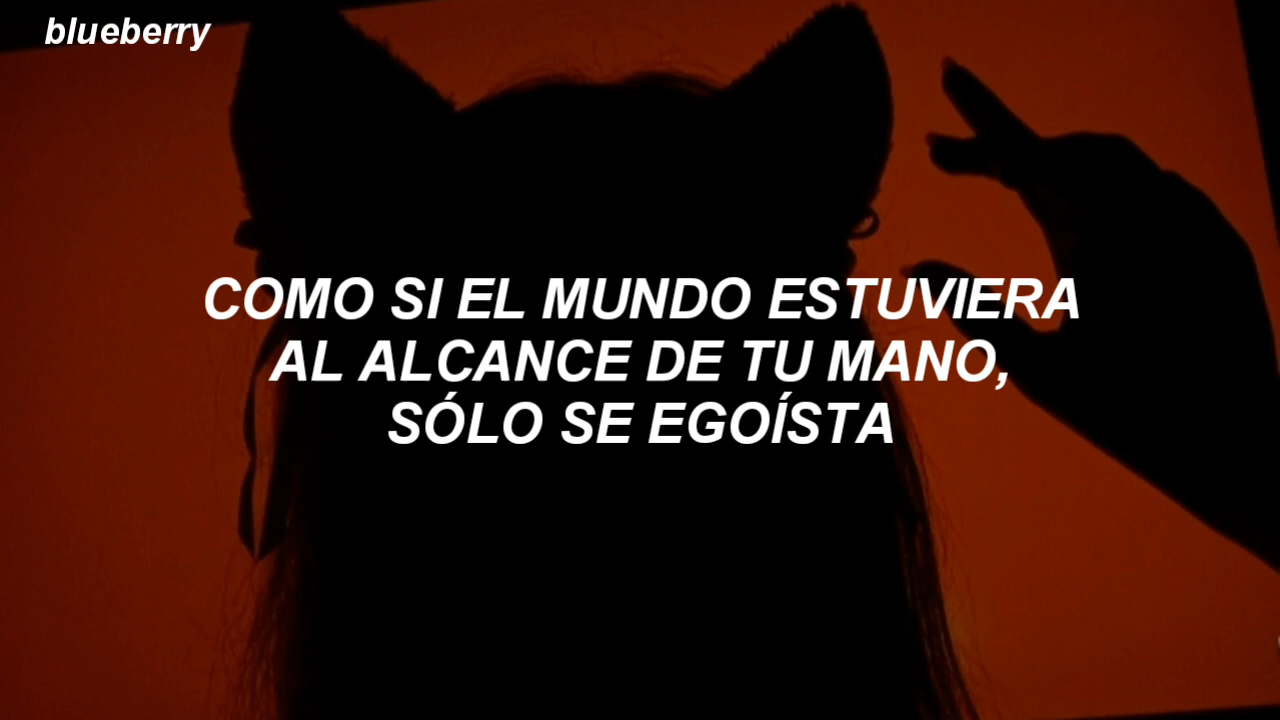 blueberry
COMO SI EL MUNDO ESTUVIERA
AL ALCANCE DE TU MANO,
SÓLO SE EGOÍSTA